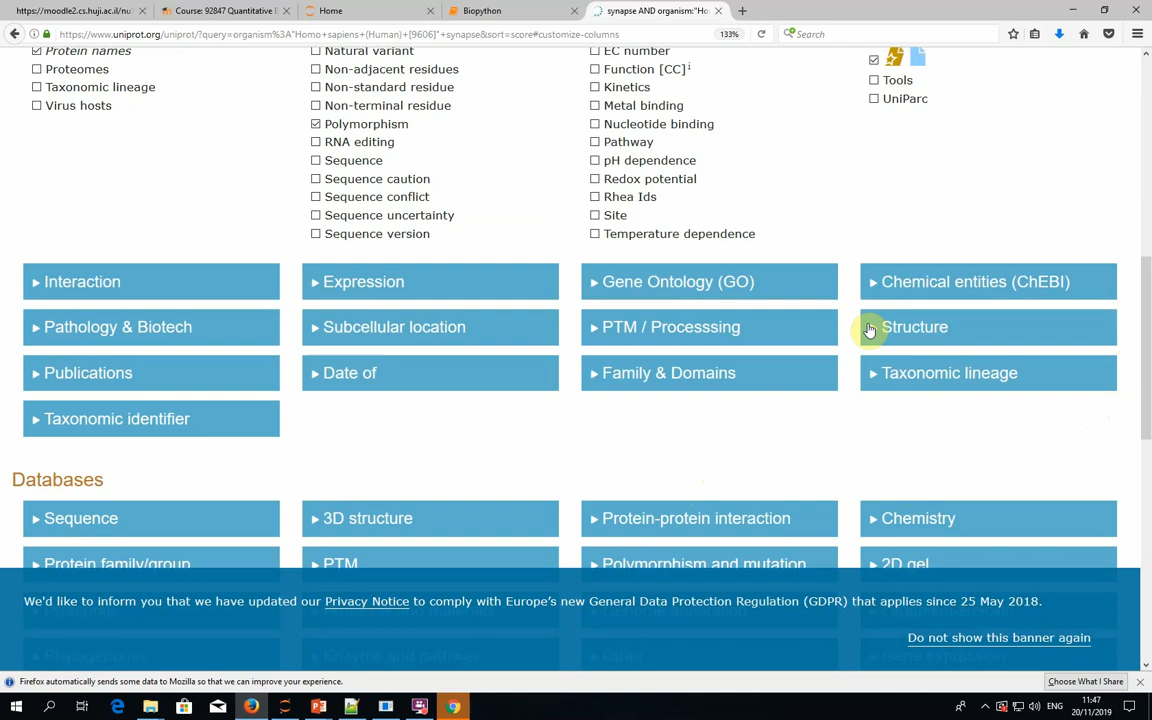 https://moodle2.cs.huji.ac.il/nu
Course: 92847 Quantitative E
Home
Biopython
synapse AND organism:"Ho
https://www.uniprot.org/uniprot/?query=organism%3A"Homo+sapiens+(Human)+[9606]"+synapse&sort=score#customize-columns
133%
Search
Protein names
Proteomes
Taxonomic lineage
Virus hosts
Natural variant
Non-adjacent residues
Non-standard residue
Non-terminal residue
Polymorphism
RNA editing
Sequence
Sequence caution
Sequence conflict
Sequence uncertainty
Sequence version
EC number
Function [CC]i
Kinetics
Metal binding
Nucleotide binding
Pathway
pH dependence
Redox potential
Rhea Ids
Site
Temperature dependence
Tools
UniParc
Interaction
Expression
Gene Ontology (GO)
Chemical entities (ChEBI)
Pathology & Biotech
Subcellular location
PTM / Processsing
Structure
Publications
Date of
Family & Domains
Taxonomic lineage
Taxonomic identifier
Databases
Sequence
3D structure
Protein-protein interaction
Chemistry
Protein family/group
PTM
Polymorphism and mutation
2D gel
We'd like to inform you that we have updated our Privacy Notice to comply with Europe's new General Data Protection Regulation (GDPR) that applies since 25 May 2018.
Phylogenomic
Enzyme and pathway
Other
Gene expression
Do not show this banner again
Firefox automatically sends some data to Mozilla so that we can improve your experience.
Choose What I Share
ENG
11:47
20/11/2019